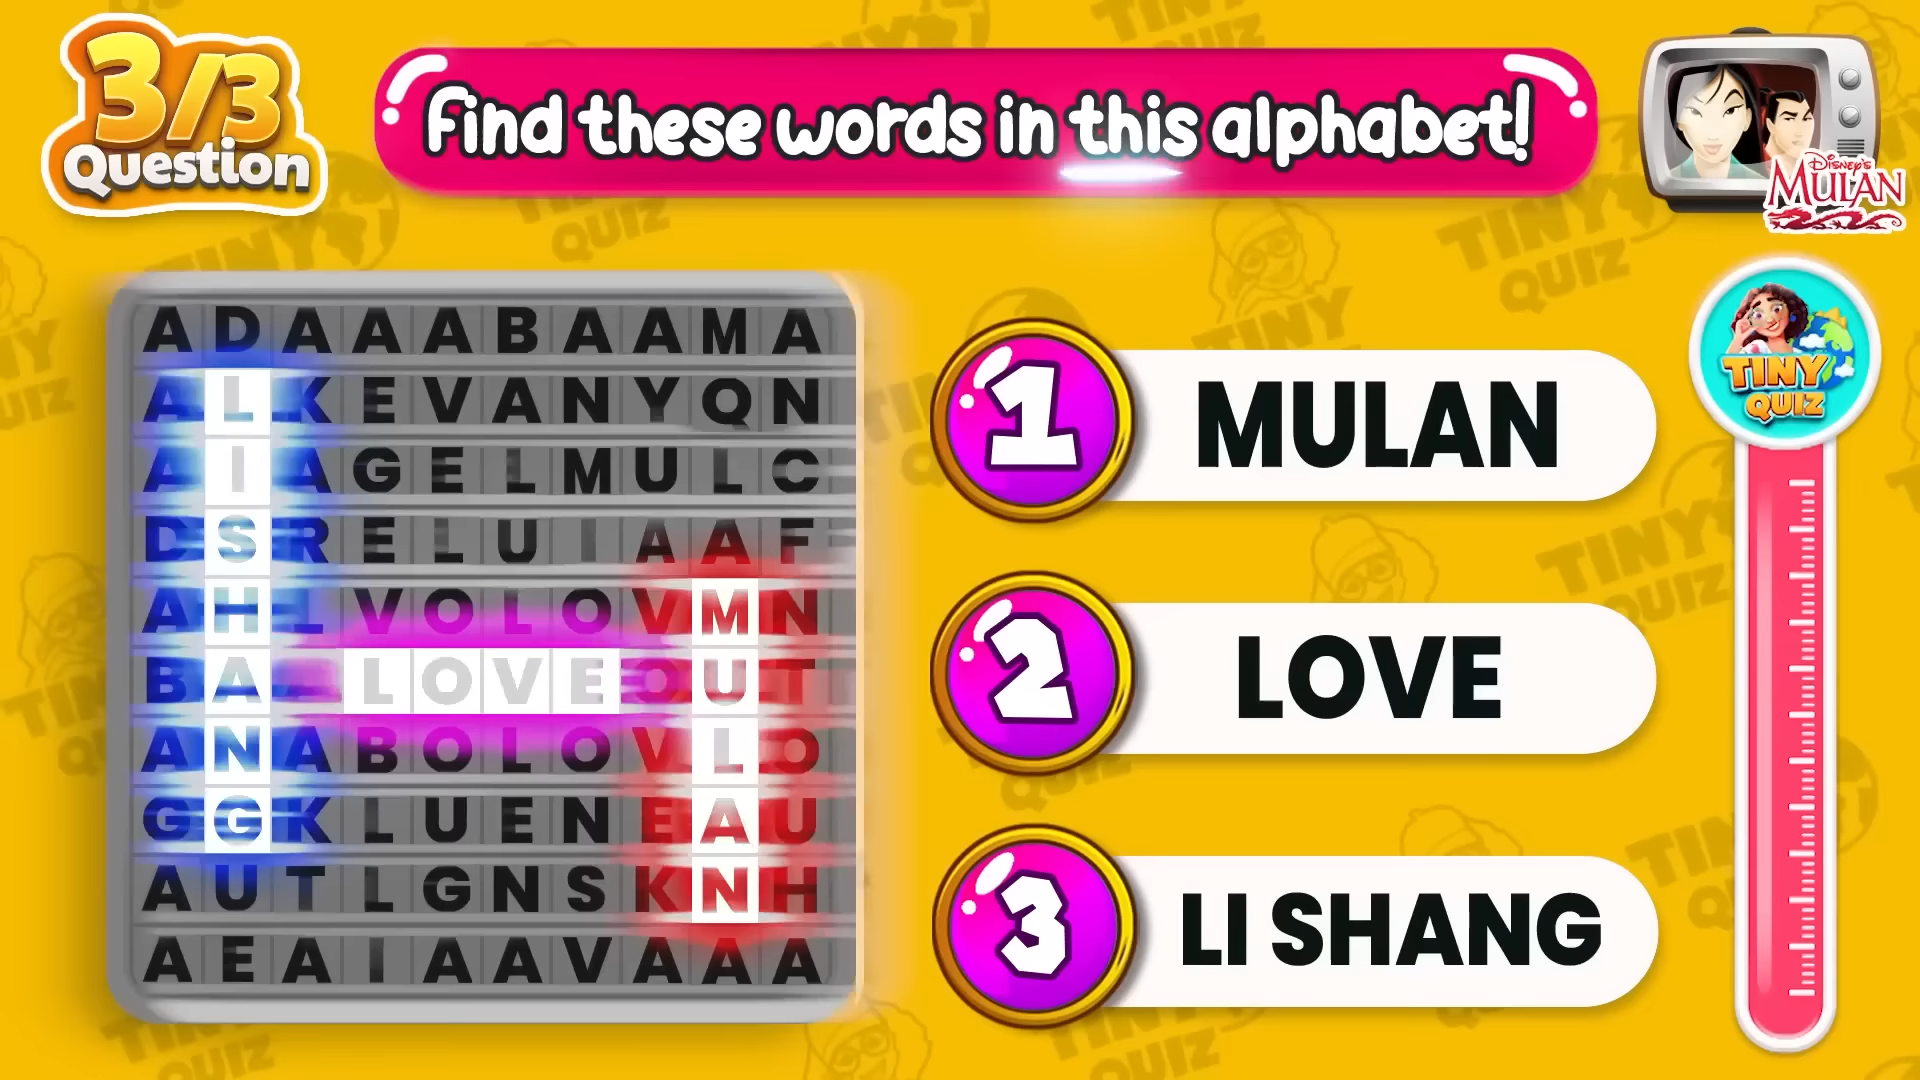 3/3
Question
Find these words in this alphabet!
DISNEY'S
MULAN
TINY
QUIZ
A D A A A B A A M A
A L K E V A N Y Q N
A I A G E L M U L C
D S R E L U I A A F
A H L V O L O V M N
B A L O V E O U T
A N A B O L O V L O
G G K L U E N E A U
A U T L G N S K N H
A E A I A A V A A A
1 MULAN
2 LOVE
3 LI SHANG